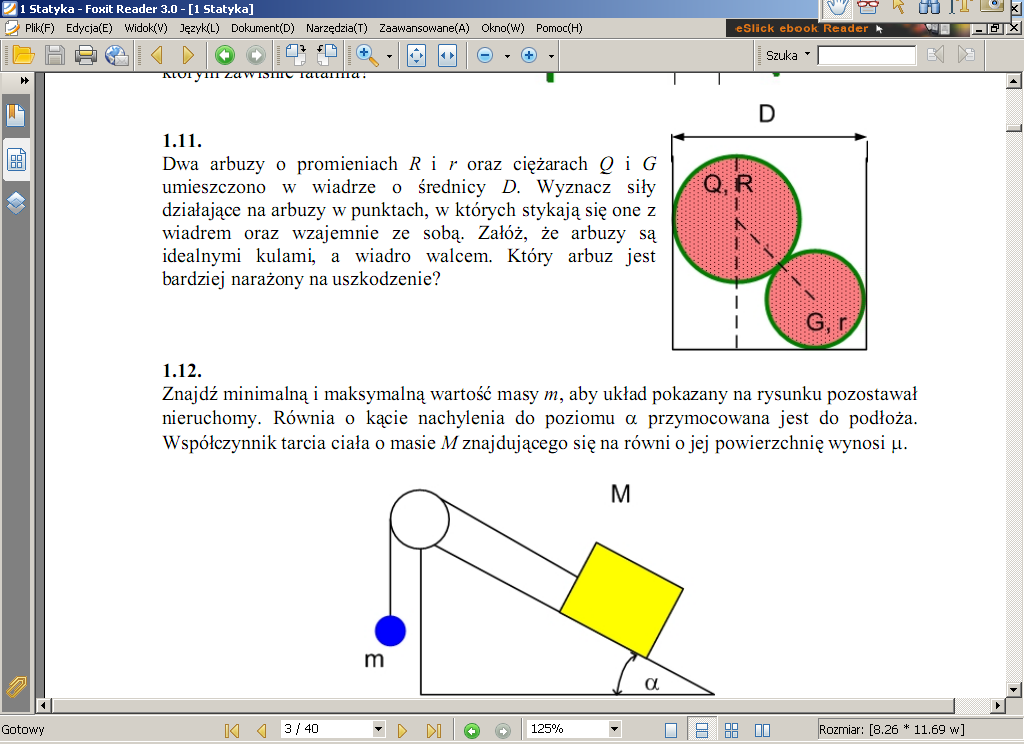 1 Statyka - Foxit Reader 3.0 - [1 Statyka]
Plik(F) Edycja(E) Widok(V) Język(L) Dokument(D) Narzędzia(T) Zaawansowane(A) Okno(W) Pomoc(H)
eSlick ebook Reader
Szuka
D
1.11.
Dwa arbuzy o promieniach R i r oraz ciężarach Q i G
umieszczono w wiadrze o średnicy D. Wyznacz siły
działające na arbuzy w punktach, w których stykają się one z
wiadrem oraz wzajemnie ze sobą. Załóż, że arbuzy są
idealnymi kulami, a wiadro walcem. Który arbuz jest
bardziej narażony na uszkodzenie?
Q, R
G, r
1.12.
Znajdź minimalną i maksymalną wartość masy m, aby układ pokazany na rysunku pozostawał
nieruchomy. Równia o kącie nachylenia do poziomu α przymocowana jest do podłoża.
Współczynnik tarcia ciała o masie M znajdującego się na równi o jej powierzchnię wynosi μ.
M
m
α
Gotowy
3 / 40
125%
Rozmiar: [8.26 * 11.69 w]